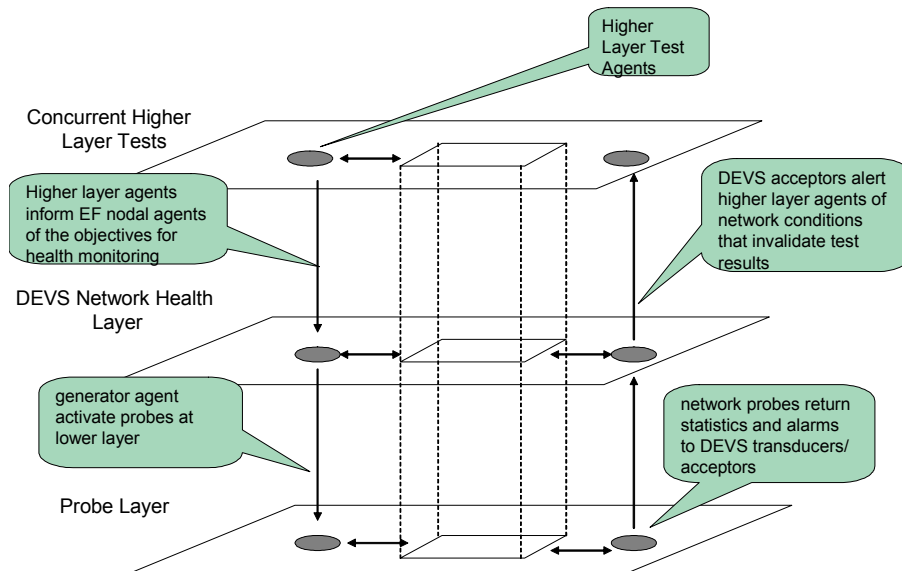 Higher
Layer Test
Agents
Concurrent Higher
Layer Tests
Higher layer agents
inform EF nodal agents
of the objectives for
health monitoring
DEVS acceptors alert
higher layer agents of
network conditions
that invalidate test
results
DEVS Network Health
Layer
generator agent
activate probes at
lower layer
network probes return
statistics and alarms
to DEVS transducers/
acceptors
Probe Layer